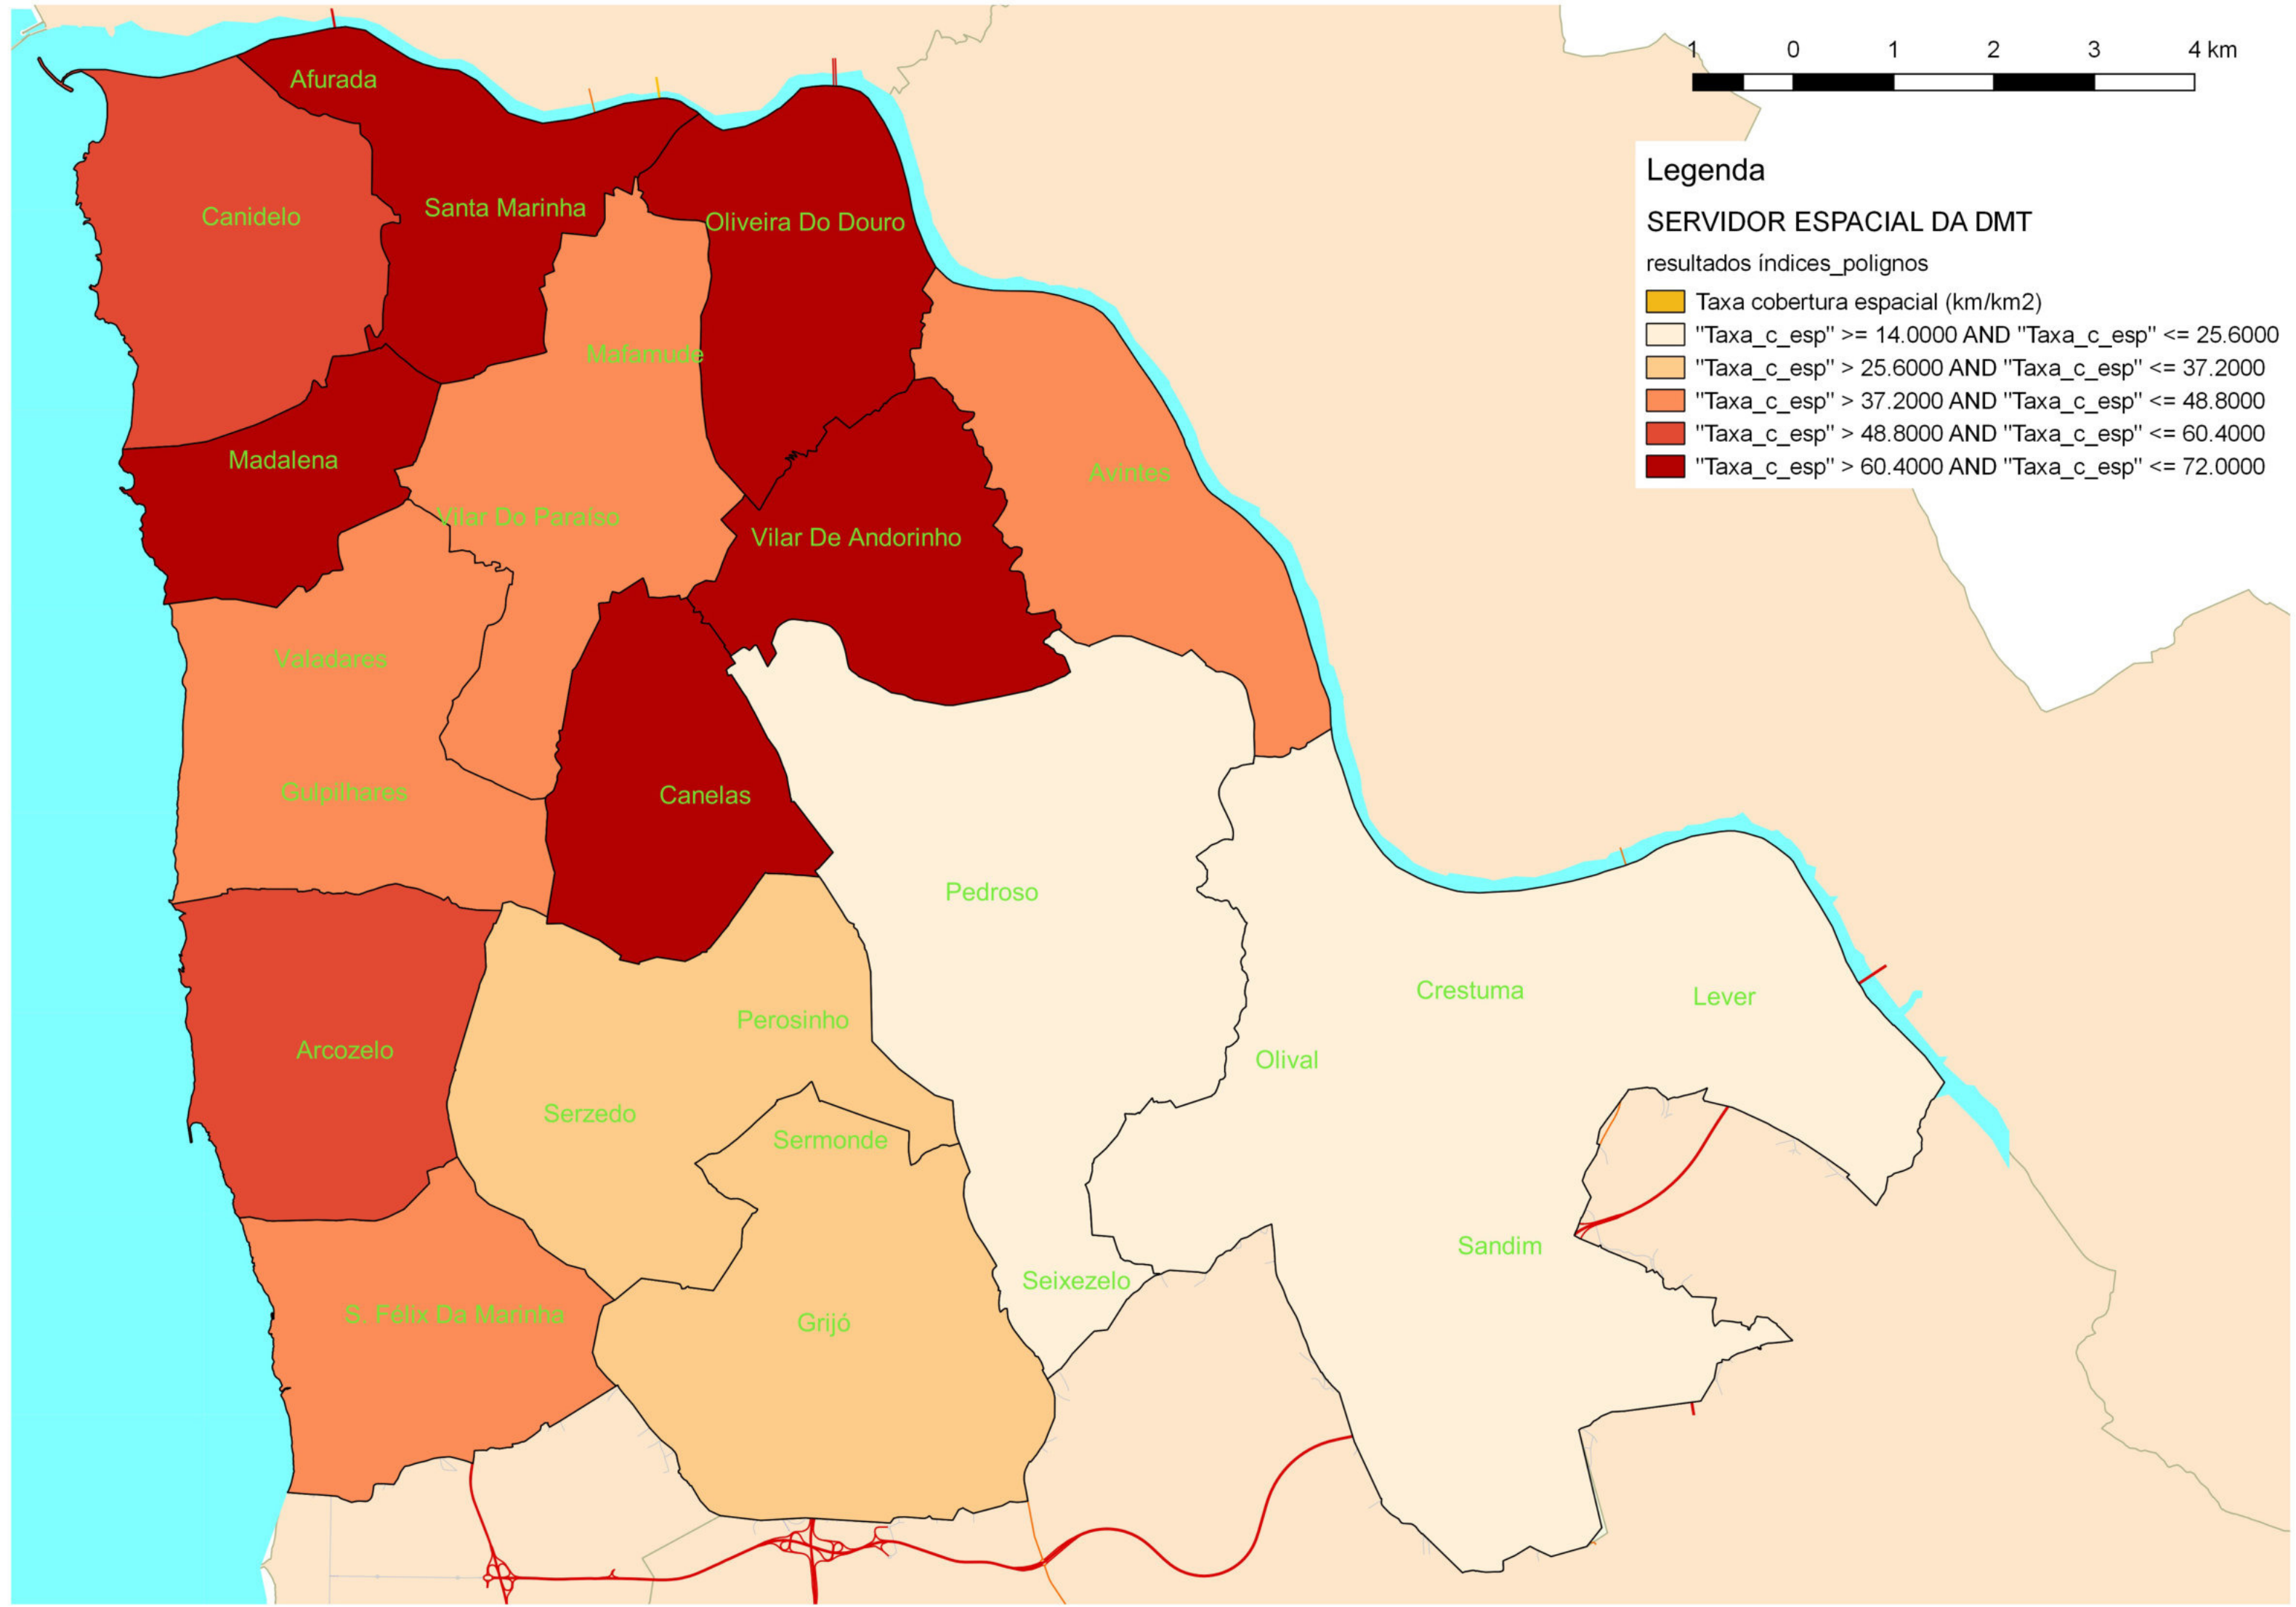 1 0 1 2 3 4 km
Legenda
SERVIDOR ESPACIAL DA DMT
resultados índices_polignos
Taxa cobertura espacial (km/km2)
"Taxa_c_esp" >= 14.0000 AND "Taxa_c_esp" <= 25.6000
"Taxa_c_esp" > 25.6000 AND "Taxa_c_esp" <= 37.2000
"Taxa_c_esp" > 37.2000 AND "Taxa_c_esp" <= 48.8000
"Taxa_c_esp" > 48.8000 AND "Taxa_c_esp" <= 60.4000
"Taxa_c_esp" > 60.4000 AND "Taxa_c_esp" <= 72.0000
Afurada
Canidelo
Santa Marinha
Oliveira Do Douro
Mafamude
Madalena
Avintes
Vilar Do Paraiso
Vilar De Andorinho
Valadares
Gulpilhares
Canelas
Pedroso
Crestuma
Lever
Perosinho
Arcozelo
Olival
Serzedo
Sermonde
Sandim
Seixezelo
S. Félix Da Marinha
Grijó